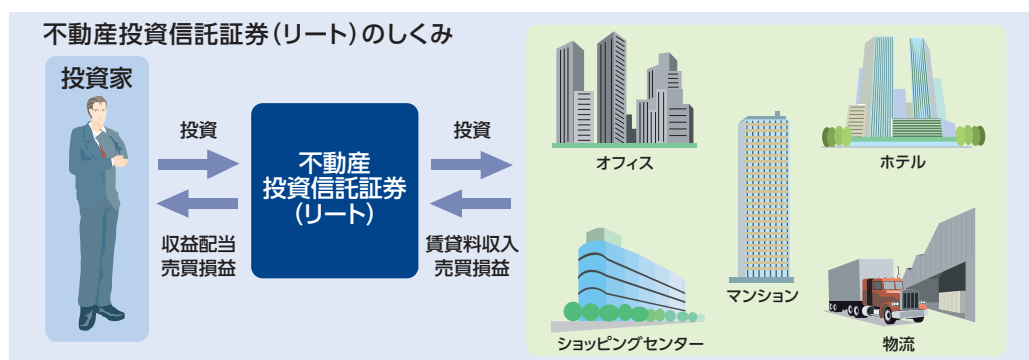 不動産投資信託証券(リート)のしくみ
投資家
投資
収益配当
売買損益
不動産
投資信託証券
(リート)
投資
賃貸料収入
売買損益
オフィス
ホテル
マンション
ショッピングセンター
物流